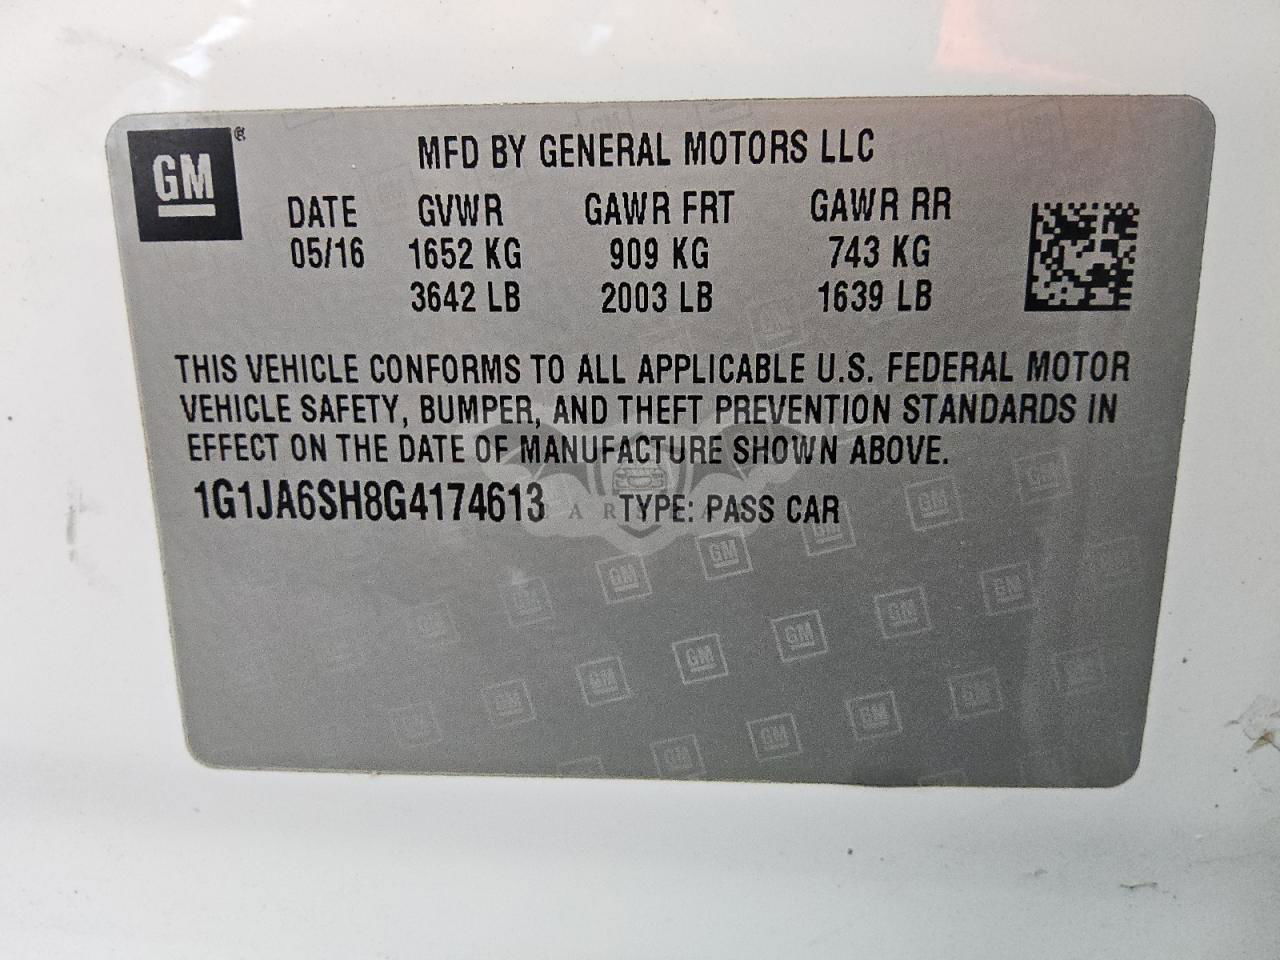 GM®
MFD BY GENERAL MOTORS LLC
DATE GVWR GAWR FRT GAWR RR
05/16 1652 KG 909 KG 743 KG
3642 LB 2003 LB 1639 LB
THIS VEHICLE CONFORMS TO ALL APPLICABLE U.S. FEDERAL MOTOR
VEHICLE SAFETY, BUMPER, AND THEFT PREVENTION STANDARDS IN
EFFECT ON THE DATE OF MANUFACTURE SHOWN ABOVE.
1G1JA6SH8G4174613 TYPE: PASS CAR